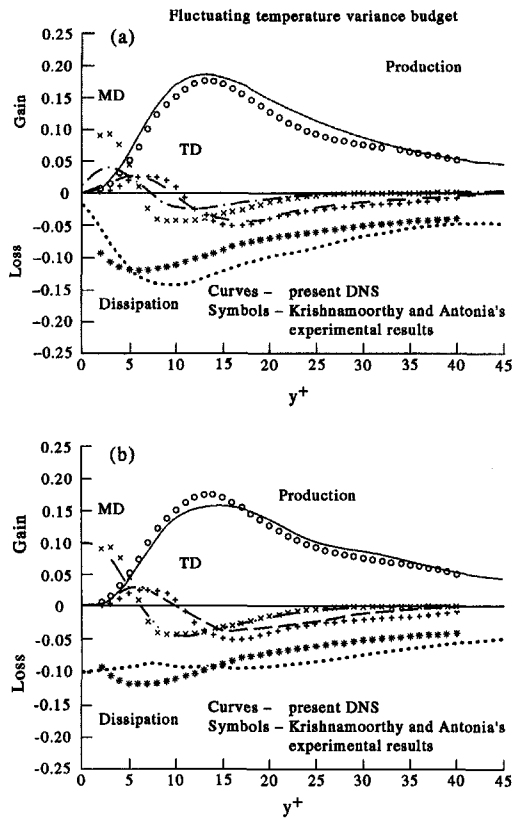 Fluctuating temperature variance budget
(a)
Production
MD
TD
Gain
Loss
0.25
0.20
0.15
0.10
0.05
0
-0.05
-0.10
-0.15
-0.20
-0.25
Dissipation
Curves – present DNS
Symbols – Krishnamoorthy and Antonia's
experimental results
0 5 10 15 20 25 30 35 40 45
y+
(b)
Production
MD
TD
Gain
Loss
0.25
0.20
0.15
0.10
0.05
0
-0.05
-0.10
-0.15
-0.20
-0.25
Dissipation
Curves – present DNS
Symbols – Krishnamoorthy and Antonia's
experimental results
0 5 10 15 20 25 30 35 40 45
y+